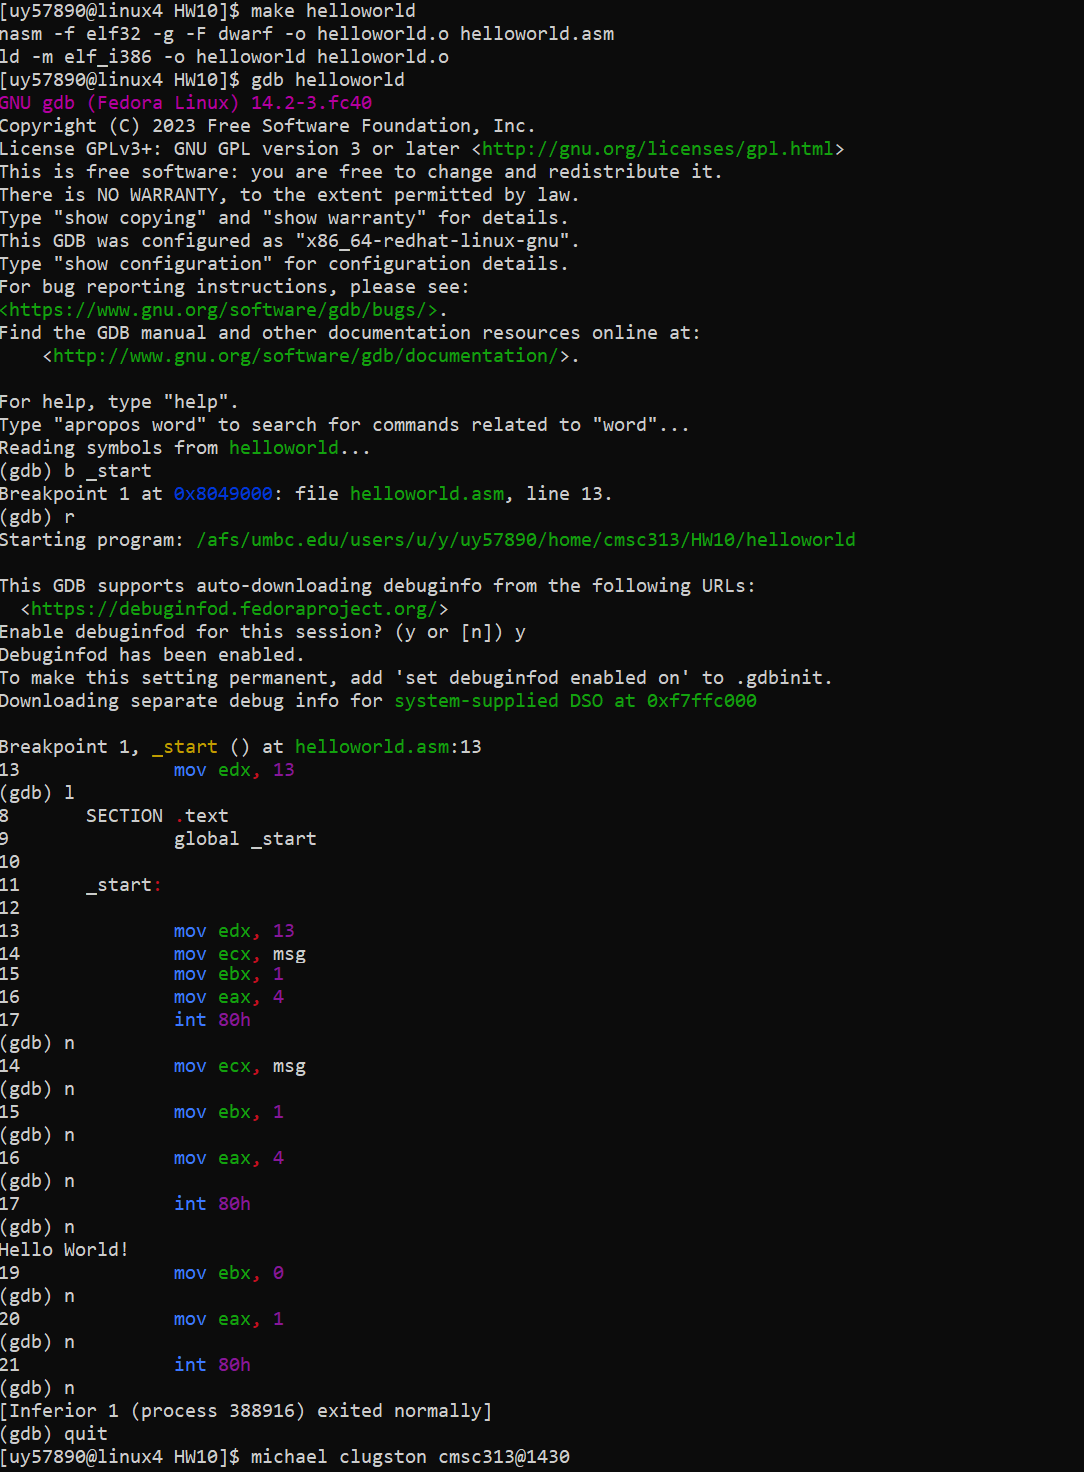 [uy57890@linux4 HW10]$ make helloworld
nasm -f elf32 -g -F dwarf -o helloworld.o helloworld.asm
ld -m elf_i386 -o helloworld helloworld.o
[uy57890@linux4 HW10]$ gdb helloworld
GNU gdb (Fedora Linux) 14.2-3.fc40
Copyright (C) 2023 Free Software Foundation, Inc.
License GPLv3+: GNU GPL version 3 or later <http://gnu.org/licenses/gpl.html>
This is free software: you are free to change and redistribute it.
There is NO WARRANTY, to the extent permitted by law.
Type "show copying" and "show warranty" for details.
This GDB was configured as "x86_64-redhat-linux-gnu".
Type "show configuration" for configuration details.
For bug reporting instructions, please see:
<https://www.gnu.org/software/gdb/bugs/>.
Find the GDB manual and other documentation resources online at:
    <http://www.gnu.org/software/gdb/documentation/>.

For help, type "help".
Type "apropos word" to search for commands related to "word"...
Reading symbols from helloworld...
(gdb) b _start
Breakpoint 1 at 0x8049000: file helloworld.asm, line 13.
(gdb) r
Starting program: /afs/umbc.edu/users/u/y/uy57890/home/cmsc313/HW10/helloworld

This GDB supports auto-downloading debuginfo from the following URLs:
  <https://debuginfod.fedoraproject.org/>
Enable debuginfod for this session? (y or [n]) y
Debuginfod has been enabled.
To make this setting permanent, add 'set debuginfod enabled on' to .gdbinit.
Downloading separate debug info for system-supplied DSO at 0xf7ffc000

Breakpoint 1, _start () at helloworld.asm:13
13              mov edx, 13
(gdb) l
8       SECTION .text
9               global _start
10
11      _start:
12
13              mov edx, 13
14              mov ecx, msg
15              mov ebx, 1
16              mov eax, 4
17              int 80h
(gdb) n
14              mov ecx, msg
(gdb) n
15              mov ebx, 1
(gdb) n
16              mov eax, 4
(gdb) n
17              int 80h
(gdb) n
Hello World!
19              mov ebx, 0
(gdb) n
20              mov eax, 1
(gdb) n
21              int 80h
(gdb) n
[Inferior 1 (process 388916) exited normally]
(gdb) quit
[uy57890@linux4 HW10]$ michael clugston cmsc313@1430